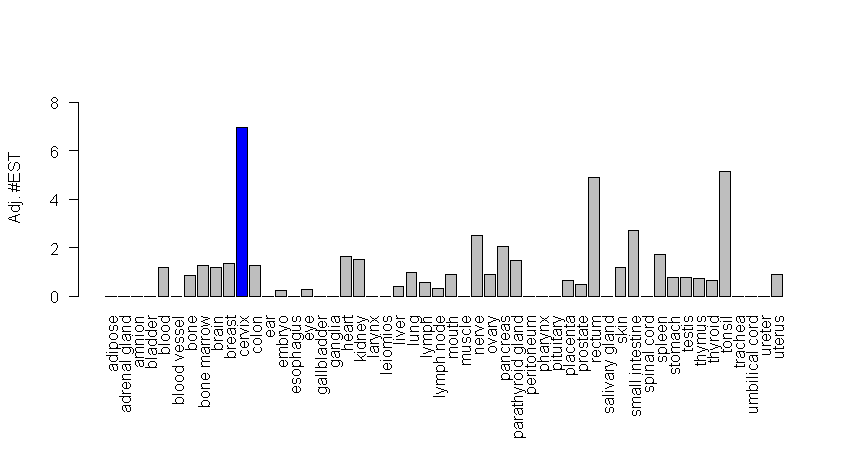 Adj. #EST
8
6
4
2
0
adipose
adrenal gland
amnion
bladder
blood
blood vessel
bone
bone marrow
brain
breast
cervix
colon
ear
embryo
esophagus
eye
gallbladder
ganglia
heart
kidney
larynx
leiomios
liver
lung
lymph
lymph node
mouth
muscle
nerve
ovary
pancreas
parathyroid gland
peritoneum
pharynx
pituitary
placenta
prostate
rectum
salivary gland
skin
small intestine
spinal cord
spleen
stomach
testis
thymus
thyroid
tonsil
trachea
umbilical cord
ureter
uterus